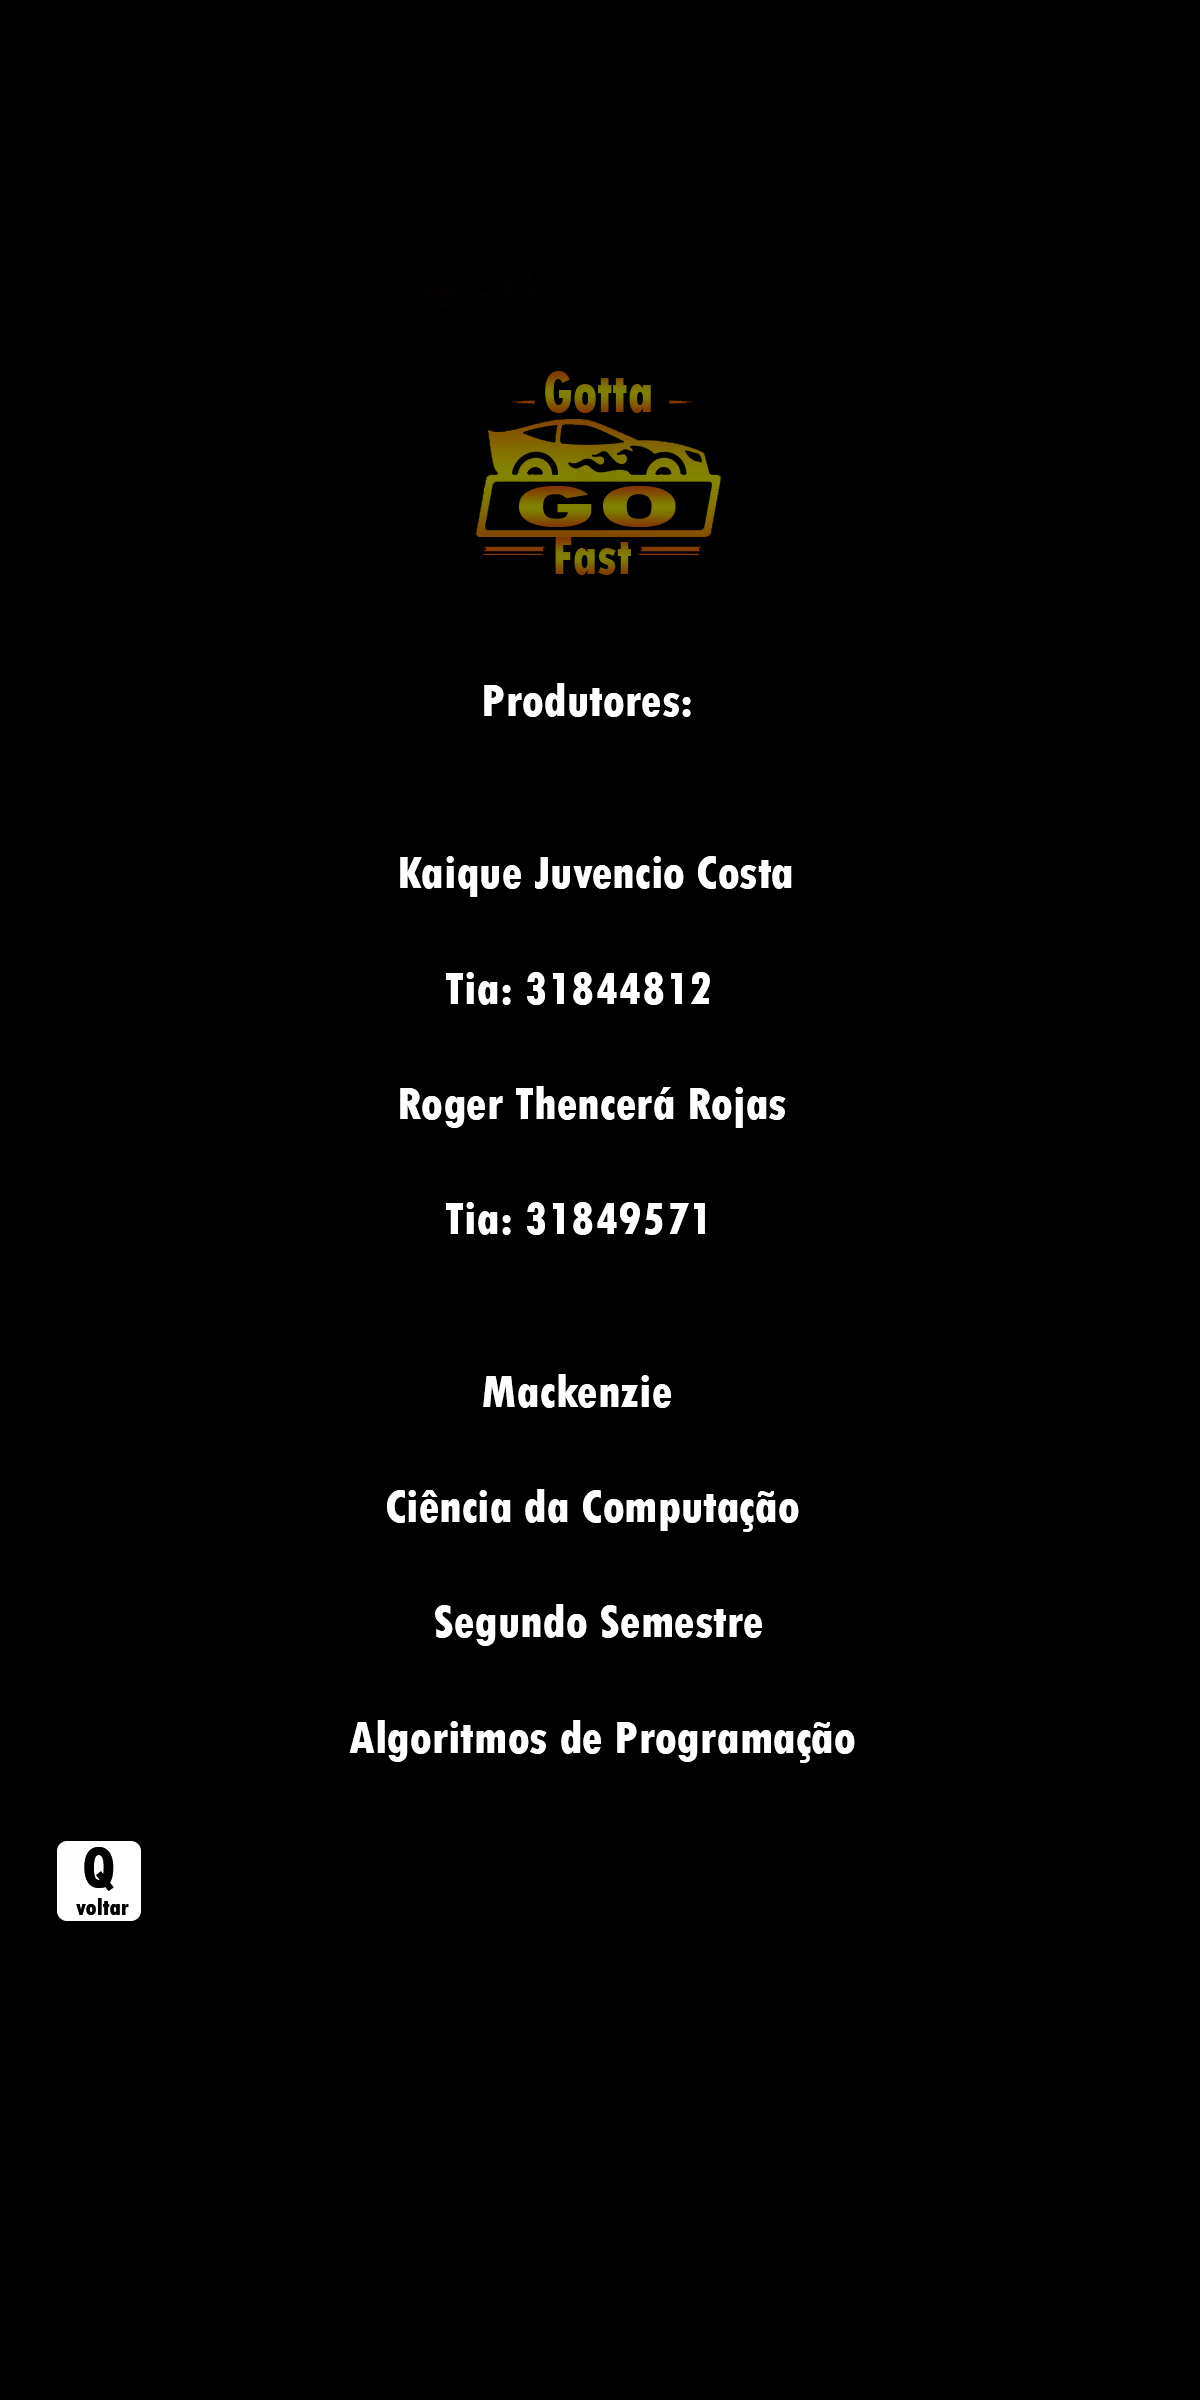 Gotta
GO
Fast
Produtores:
Kaique Juvencio Costa
Tia: 31844812
Roger Thencerá Rojas
Tia: 31849571
Mackenzie
Ciência da Computação
Segundo Semestre
Algoritmos de Programação
Q
voltar